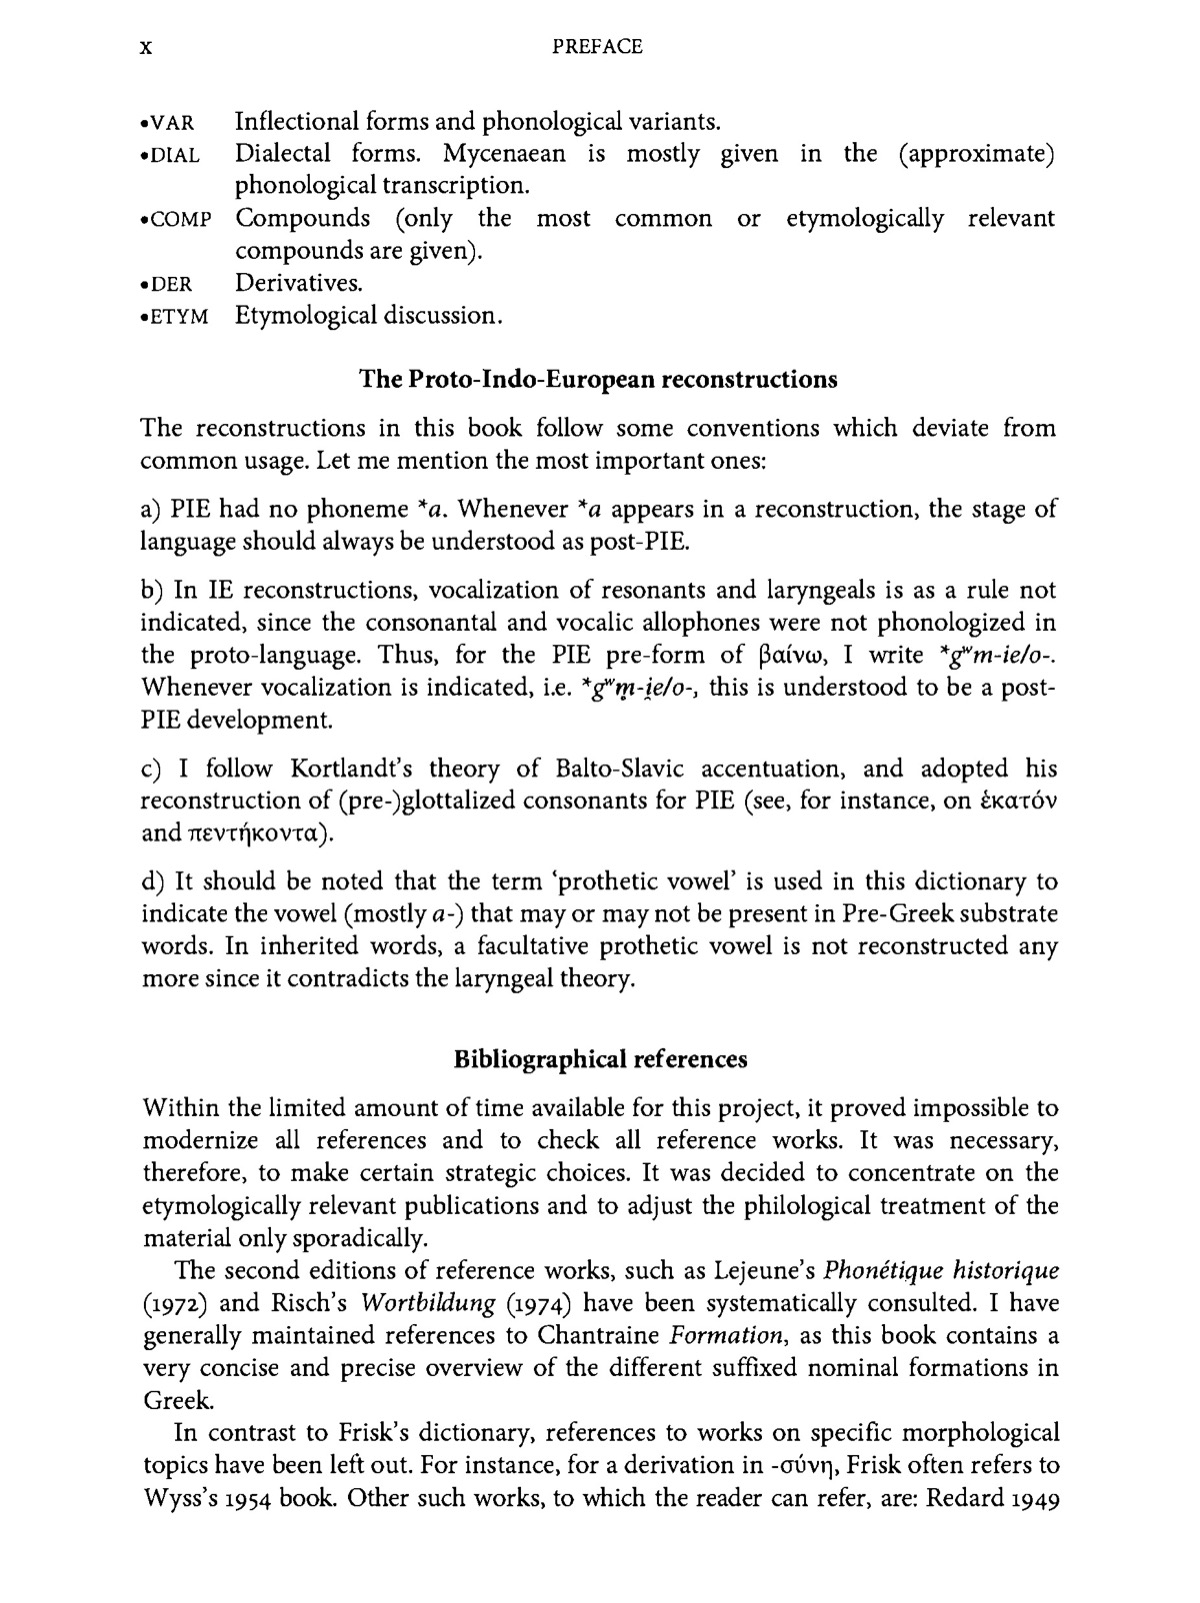 x PREFACE
•VAR Inflectional forms and phonological variants.
•DIAL Dialectal forms. Mycenaean is mostly given in the (approximate)
phonological transcription.
•COMP Compounds (only the most common or etymologically relevant
compounds are given).
•DER Derivatives.
•ETYM Etymological discussion.
The Proto-Indo-European reconstructions
The reconstructions in this book follow some conventions which deviate from
common usage. Let me mention the most important ones:
a) PIE had no phoneme *a. Whenever *a appears in a reconstruction, the stage of
language should always be understood as post-PIE.
b) In IE reconstructions, vocalization of resonants and laryngeals is as a rule not
indicated, since the consonantal and vocalic allophones were not phonologized in
the proto-language. Thus, for the PIE pre-form of βαίνω, I write *gʷm-ie/o-.
Whenever vocalization is indicated, i.e. *gʷm̥-i̯e/o-, this is understood to be a post-
PIE development.
c) I follow Kortlandt's theory of Balto-Slavic accentuation, and adopted his
reconstruction of (pre-)glottalized consonants for PIE (see, for instance, on ἑκατόν
and πεντήκοντα).
d) It should be noted that the term ‘prothetic vowel’ is used in this dictionary to
indicate the vowel (mostly a-) that may or may not be present in Pre-Greek substrate
words. In inherited words, a facultative prothetic vowel is not reconstructed any
more since it contradicts the laryngeal theory.
Bibliographical references
Within the limited amount of time available for this project, it proved impossible to
modernize all references and to check all reference works. It was necessary,
therefore, to make certain strategic choices. It was decided to concentrate on the
etymologically relevant publications and to adjust the philological treatment of the
material only sporadically.
The second editions of reference works, such as Lejeune's Phonétique historique
(1972) and Risch's Wortbildung (1974) have been systematically consulted. I have
generally maintained references to Chantraine Formation, as this book contains a
very concise and precise overview of the different suffixed nominal formations in
Greek.
In contrast to Frisk's dictionary, references to works on specific morphological
topics have been left out. For instance, for a derivation in -σύνη, Frisk often refers to
Wyss's 1954 book. Other such works, to which the reader can refer, are: Redard 1949